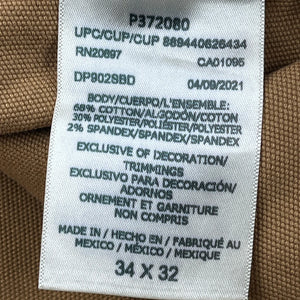 P372080
UPC/CUP/CUP 889440626434
RN20697 CA01095
DP9029BD 04/09/2021
BODY/CUERPO/L'ENSEMBLE:
68% COTTON/ALGODÓN/COTON
30% POLYESTER/POLIÉSTER/POLYESTER
2% SPANDEX/SPANDEX/SPANDEX
EXCLUSIVE OF DECORATION/
TRIMMINGS
EXCLUSIVO PARA DECORACIÓN/
ADORNOS
ORNEMENT ET GARNITURE
NON COMPRIS
MADE IN / HECHO EN / FABRIQUÉ AU
MEXICO / MÉXICO / MEXIQUE
34 X 32